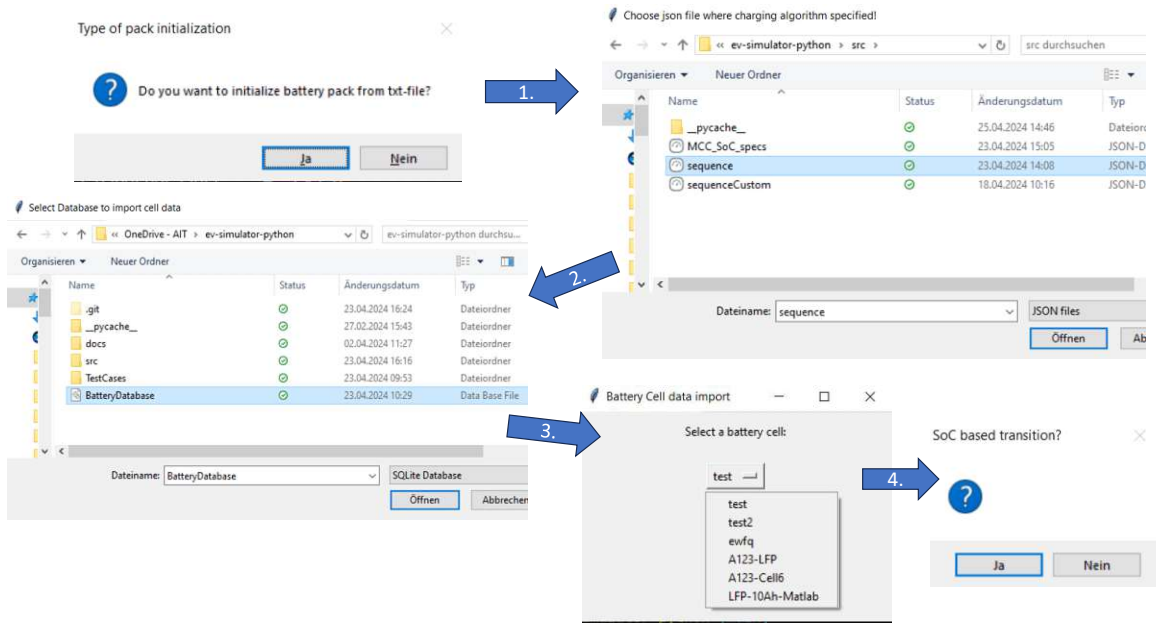 Type of pack initialization
Do you want to initialize battery pack from txt-file?
Ja Nein
1.
Choose json file where charging algorithm specified!
« ev-simulator-python › src ›
src durchsuchen
Organisieren Neuer Ordner
Name Status Änderungsdatum Typ
__pycache__ 25.04.2024 14:46 Dateiord
MCC_SoC_specs 23.04.2024 15:05 JSON-D
sequence 23.04.2024 14:08 JSON-D
sequenceCustom 18.04.2024 10:16 JSON-D
Dateiname: sequence JSON files
Öffnen Ab
2.
Select Database to import cell data
« OneDrive - AIT › ev-simulator-python
ev-simulator-python durchsu...
Organisieren Neuer Ordner
Name Status Änderungsdatum Typ
.git 23.04.2024 16:24 Dateiordner
__pycache__ 27.02.2024 15:43 Dateiordner
docs 02.04.2024 11:27 Dateiordner
src 23.04.2024 16:16 Dateiordner
TestCases 23.04.2024 09:53 Dateiordner
BatteryDatabase 23.04.2024 10:29 Data Base File
Dateiname: BatteryDatabase SQLite Database
Öffnen Abbrechen
3.
Battery Cell data import
Select a battery cell:
test
test
test2
ewfq
A123-LFP
A123-Cell6
LFP-10Ah-Matlab
4.
SoC based transition?
Ja Nein